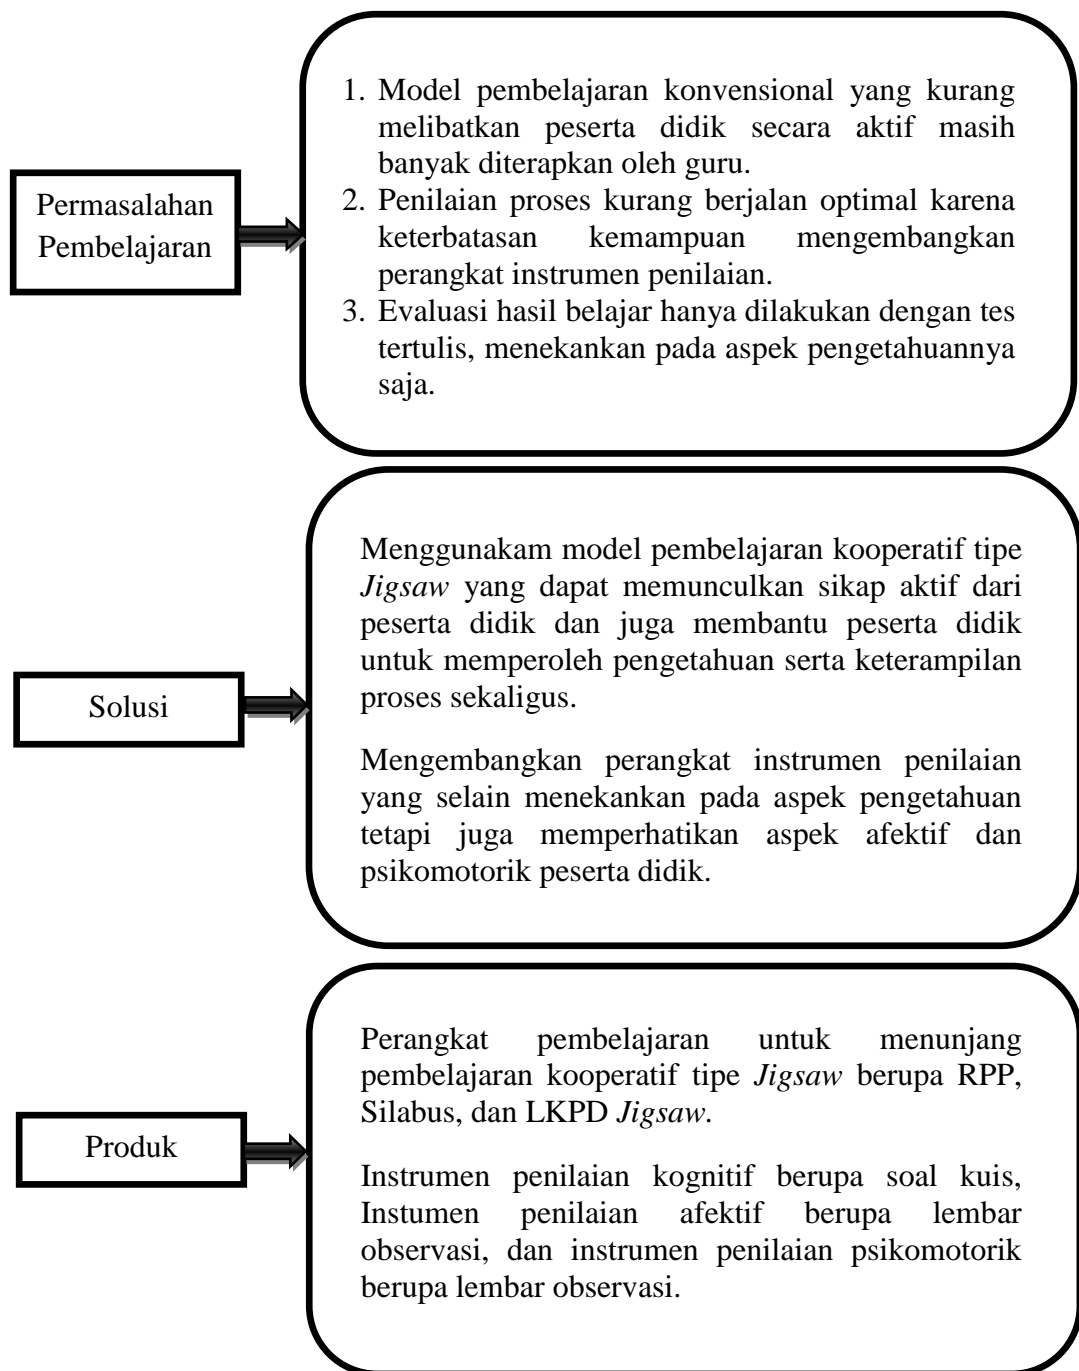 Permasalahan
Pembelajaran
1. Model pembelajaran konvensional yang kurang
melibatkan peserta didik secara aktif masih
banyak diterapkan oleh guru.
2. Penilaian proses kurang berjalan optimal karena
keterbatasan kemampuan mengembangkan
perangkat instrumen penilaian.
3. Evaluasi hasil belajar hanya dilakukan dengan tes
tertulis, menekankan pada aspek pengetahuannya
saja.
Solusi
Menggunakam model pembelajaran kooperatif tipe
Jigsaw yang dapat memunculkan sikap aktif dari
peserta didik dan juga membantu peserta didik
untuk memperoleh pengetahuan serta keterampilan
proses sekaligus.
Mengembangkan perangkat instrumen penilaian
yang selain menekankan pada aspek pengetahuan
tetapi juga memperhatikan aspek afektif dan
psikomotorik peserta didik.
Produk
Perangkat pembelajaran untuk menunjang
pembelajaran kooperatif tipe Jigsaw berupa RPP,
Silabus, dan LKPD Jigsaw.
Instrumen penilaian kognitif berupa soal kuis,
Instumen penilaian afektif berupa lembar
observasi, dan instrumen penilaian psikomotorik
berupa lembar observasi.